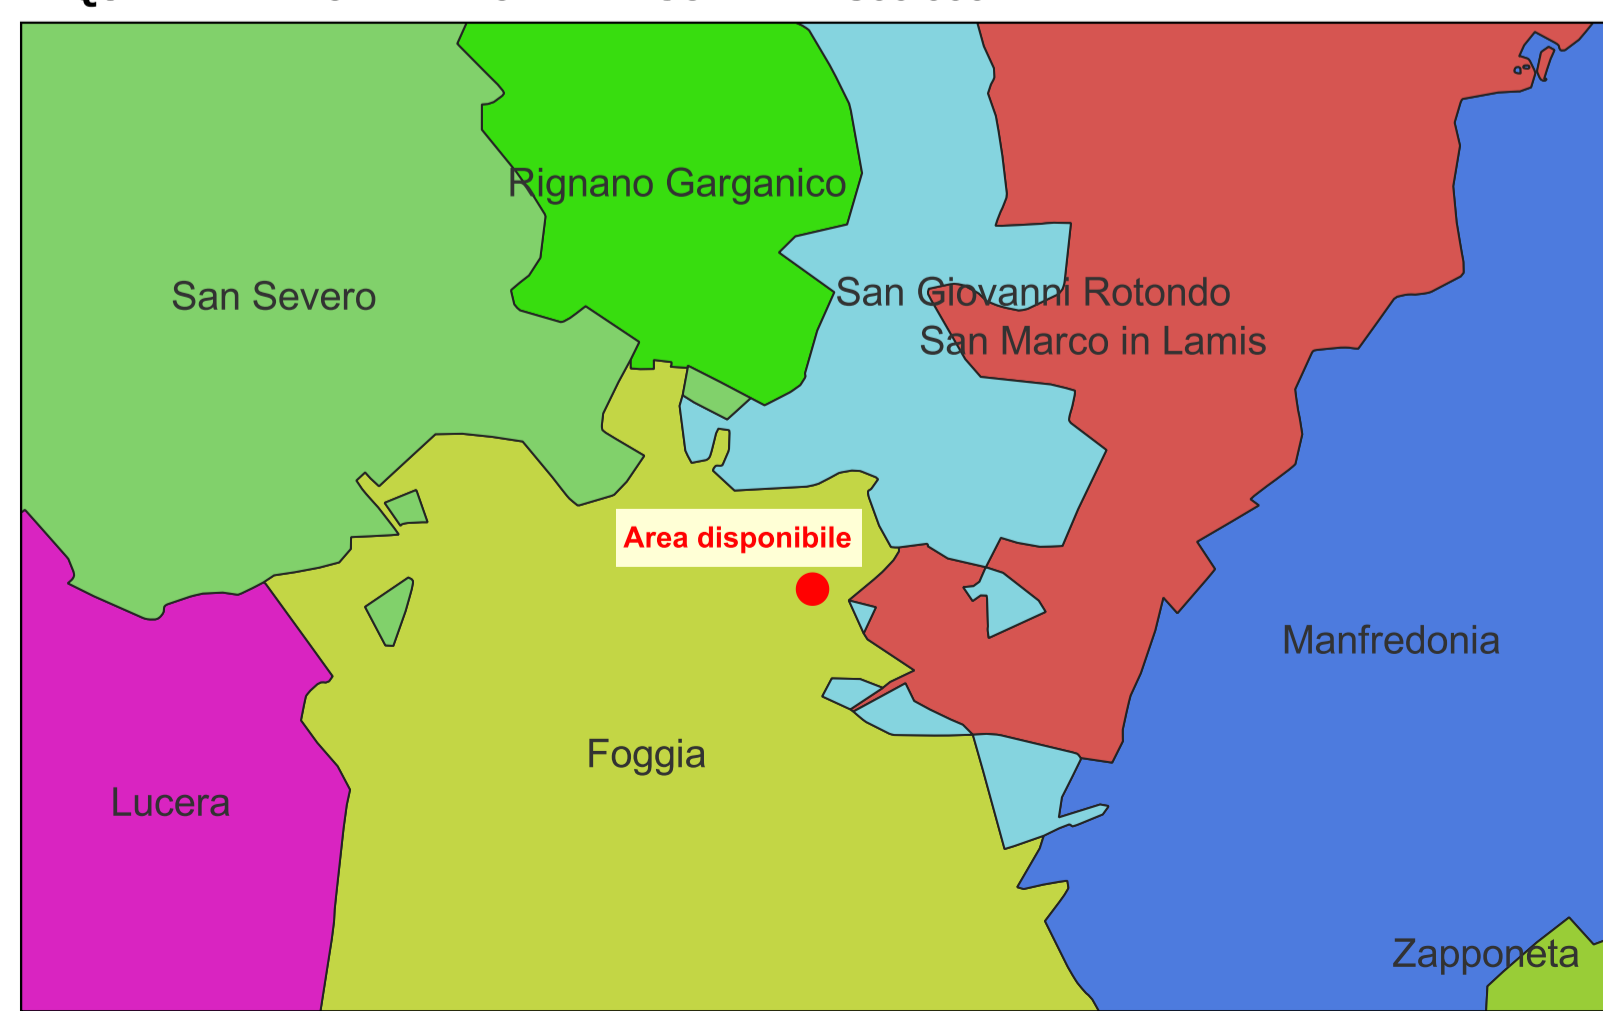 Rignano Garganico
San Severo
San Giovanni Rotondo
San Marco in Lamis
Area disponibile
Manfredonia
Foggia
Lucera
Zapponeta